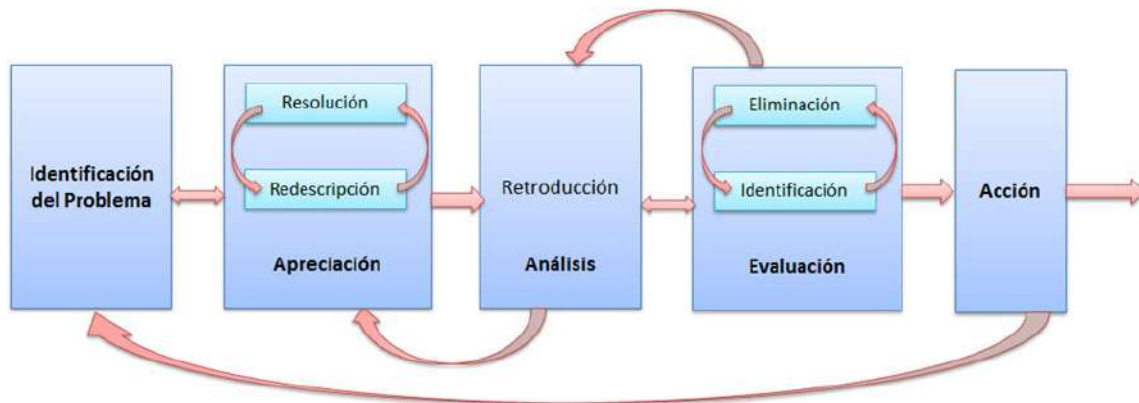 Identificación
del Problema
Resolución
Redescripción
Apreciación
Retroducción
Análisis
Eliminación
Identificación
Evaluación
Acción